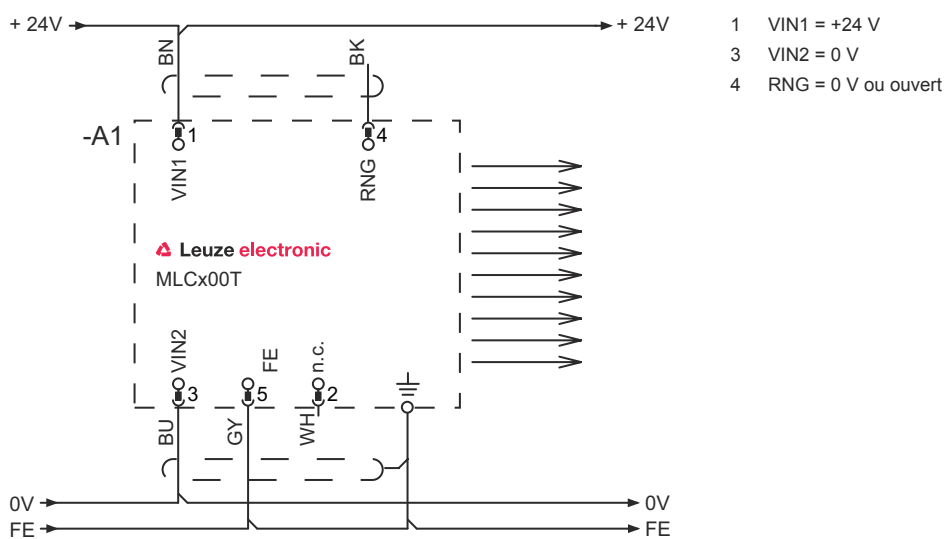 + 24V
+ 24V
BN
BK
-A1
1
4
VIN1
RNG
Leuze electronic
MLCx00T
VIN2
FE
n.c.
3
5
2
BU
GY
WH
0V
0V
FE
FE
1 VIN1 = +24 V
3 VIN2 = 0 V
4 RNG = 0 V ou ouvert